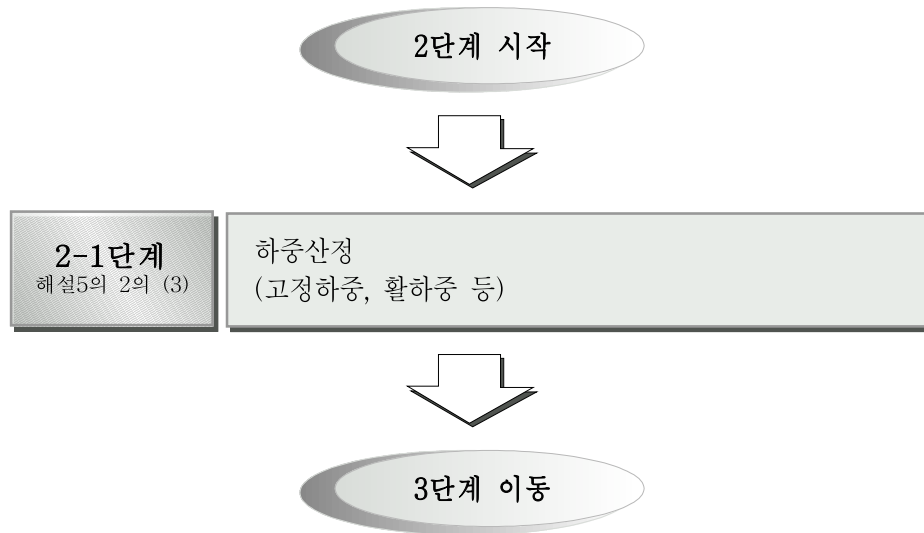 2단계 시작
2-1단계
해설5의 2의 (3)
하중산정
(고정하중, 활하중 등)
3단계 이동